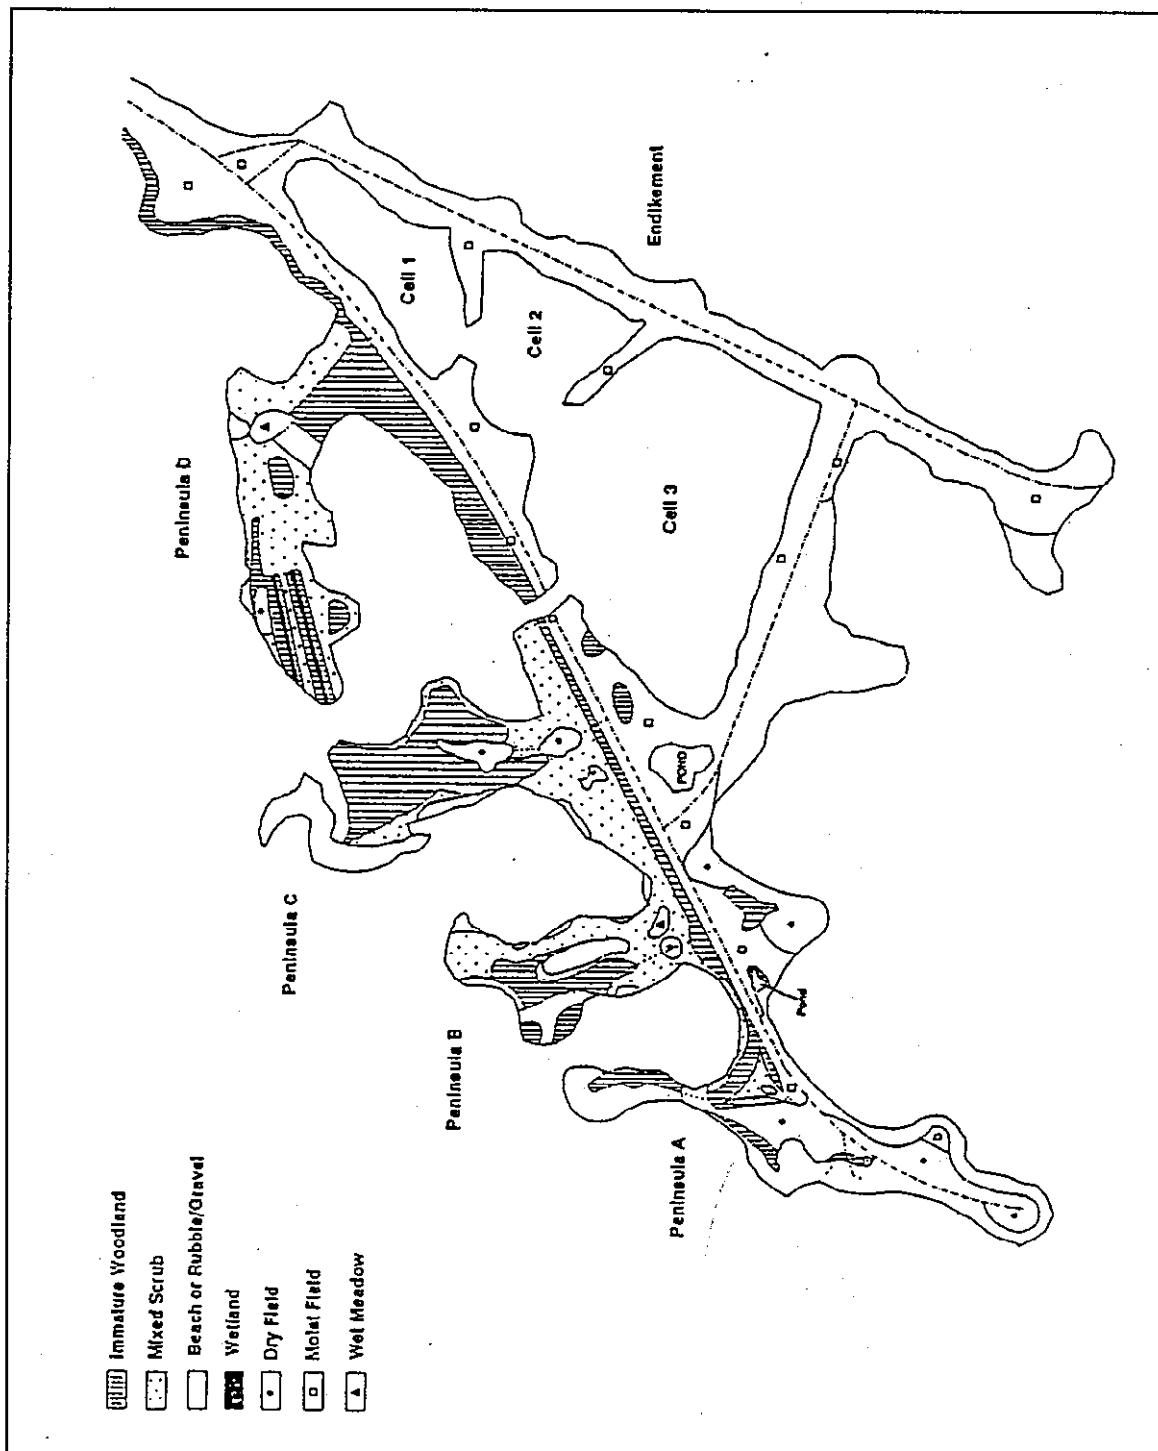 Immature Woodland
Mixed Scrub
Beach or Rubble/Gravel
Wetland
Dry Field
Moist Field
Wet Meadow
Peninsula A
Peninsula B
Peninsula C
Peninsula D
Cell 1
Cell 2
Cell 3
Endikement
POND
Pond